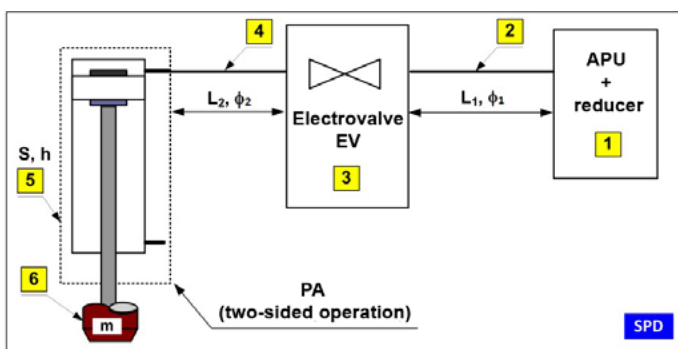 4
2
APU
+
reducer
1
L₂, ϕ₂
L₁, ϕ₁
Electrovalve
EV
3
S, h
5
6
m
PA
(two-sided operation)
SPD